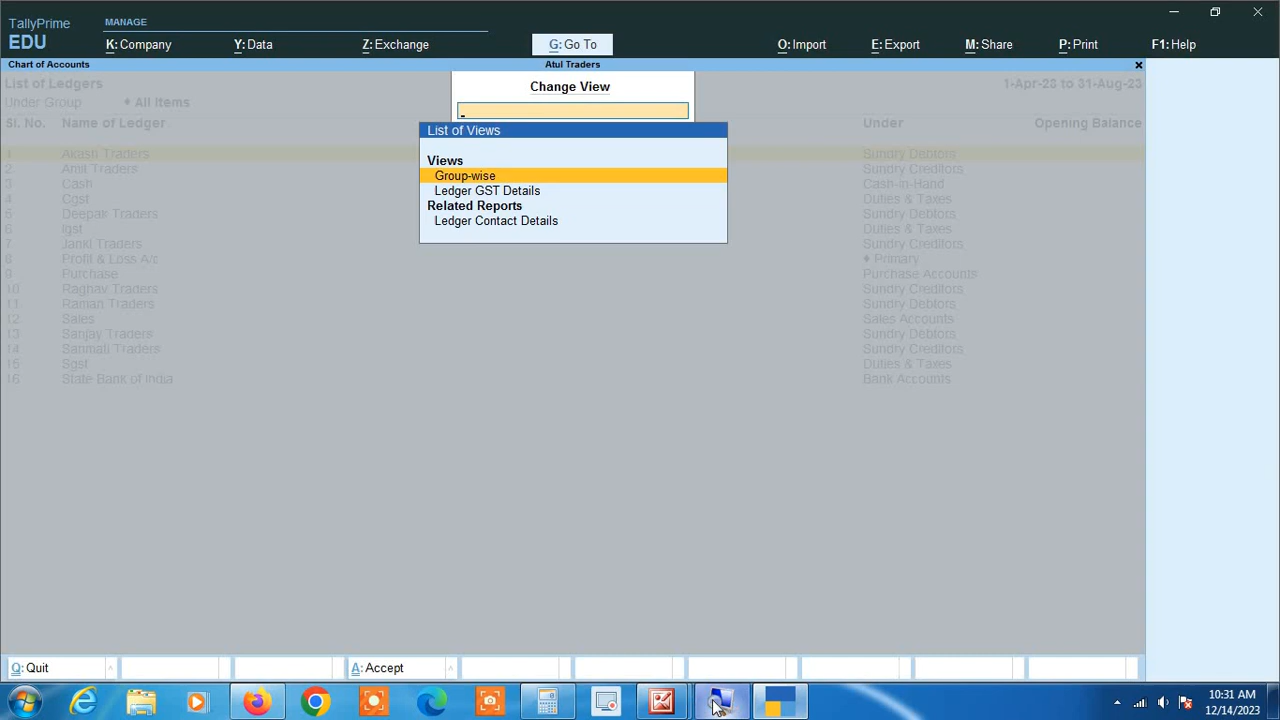 TallyPrime
EDU
MANAGE
K: Company
Y: Data
Z: Exchange
G: Go To
O: Import
E: Export
M: Share
P: Print
F1: Help
Chart of Accounts
Atul Traders
List of Ledgers
1-Apr-28 to 31-Aug-23
Under Group ♦ All Items
Sl. No. Name of Ledger Under Opening Balance
Change View
List of Views
Views
Group-wise
Ledger GST Details
Related Reports
Ledger Contact Details
1 Akash Traders Sundry Debtors
2 Amit Traders Sundry Creditors
3 Cash Cash-in-Hand
4 Cgst Duties & Taxes
5 Deepak Traders Sundry Debtors
6 Igst Duties & Taxes
7 Janki Traders Sundry Creditors
8 Profit & Loss A/c ♦ Primary
9 Purchase Purchase Accounts
10 Raghav Traders Sundry Creditors
11 Raman Traders Sundry Debtors
12 Sales Sales Accounts
13 Sanjay Traders Sundry Debtors
14 Sanmati Traders Sundry Creditors
15 Sgst Duties & Taxes
16 State Bank of India Bank Accounts
Q: Quit
A: Accept
10:31 AM
12/14/2023